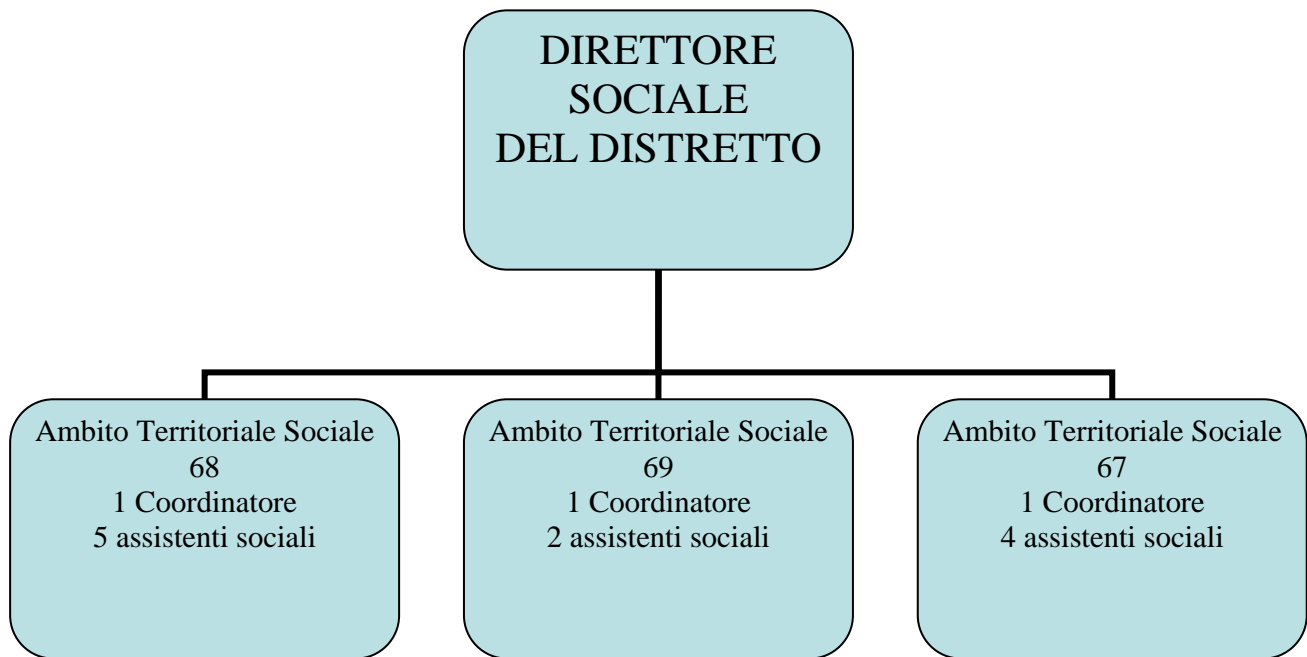 DIRETTORE
SOCIALE
DEL DISTRETTO
Ambito Territoriale Sociale
68
1 Coordinatore
5 assistenti sociali
Ambito Territoriale Sociale
69
1 Coordinatore
2 assistenti sociali
Ambito Territoriale Sociale
67
1 Coordinatore
4 assistenti sociali